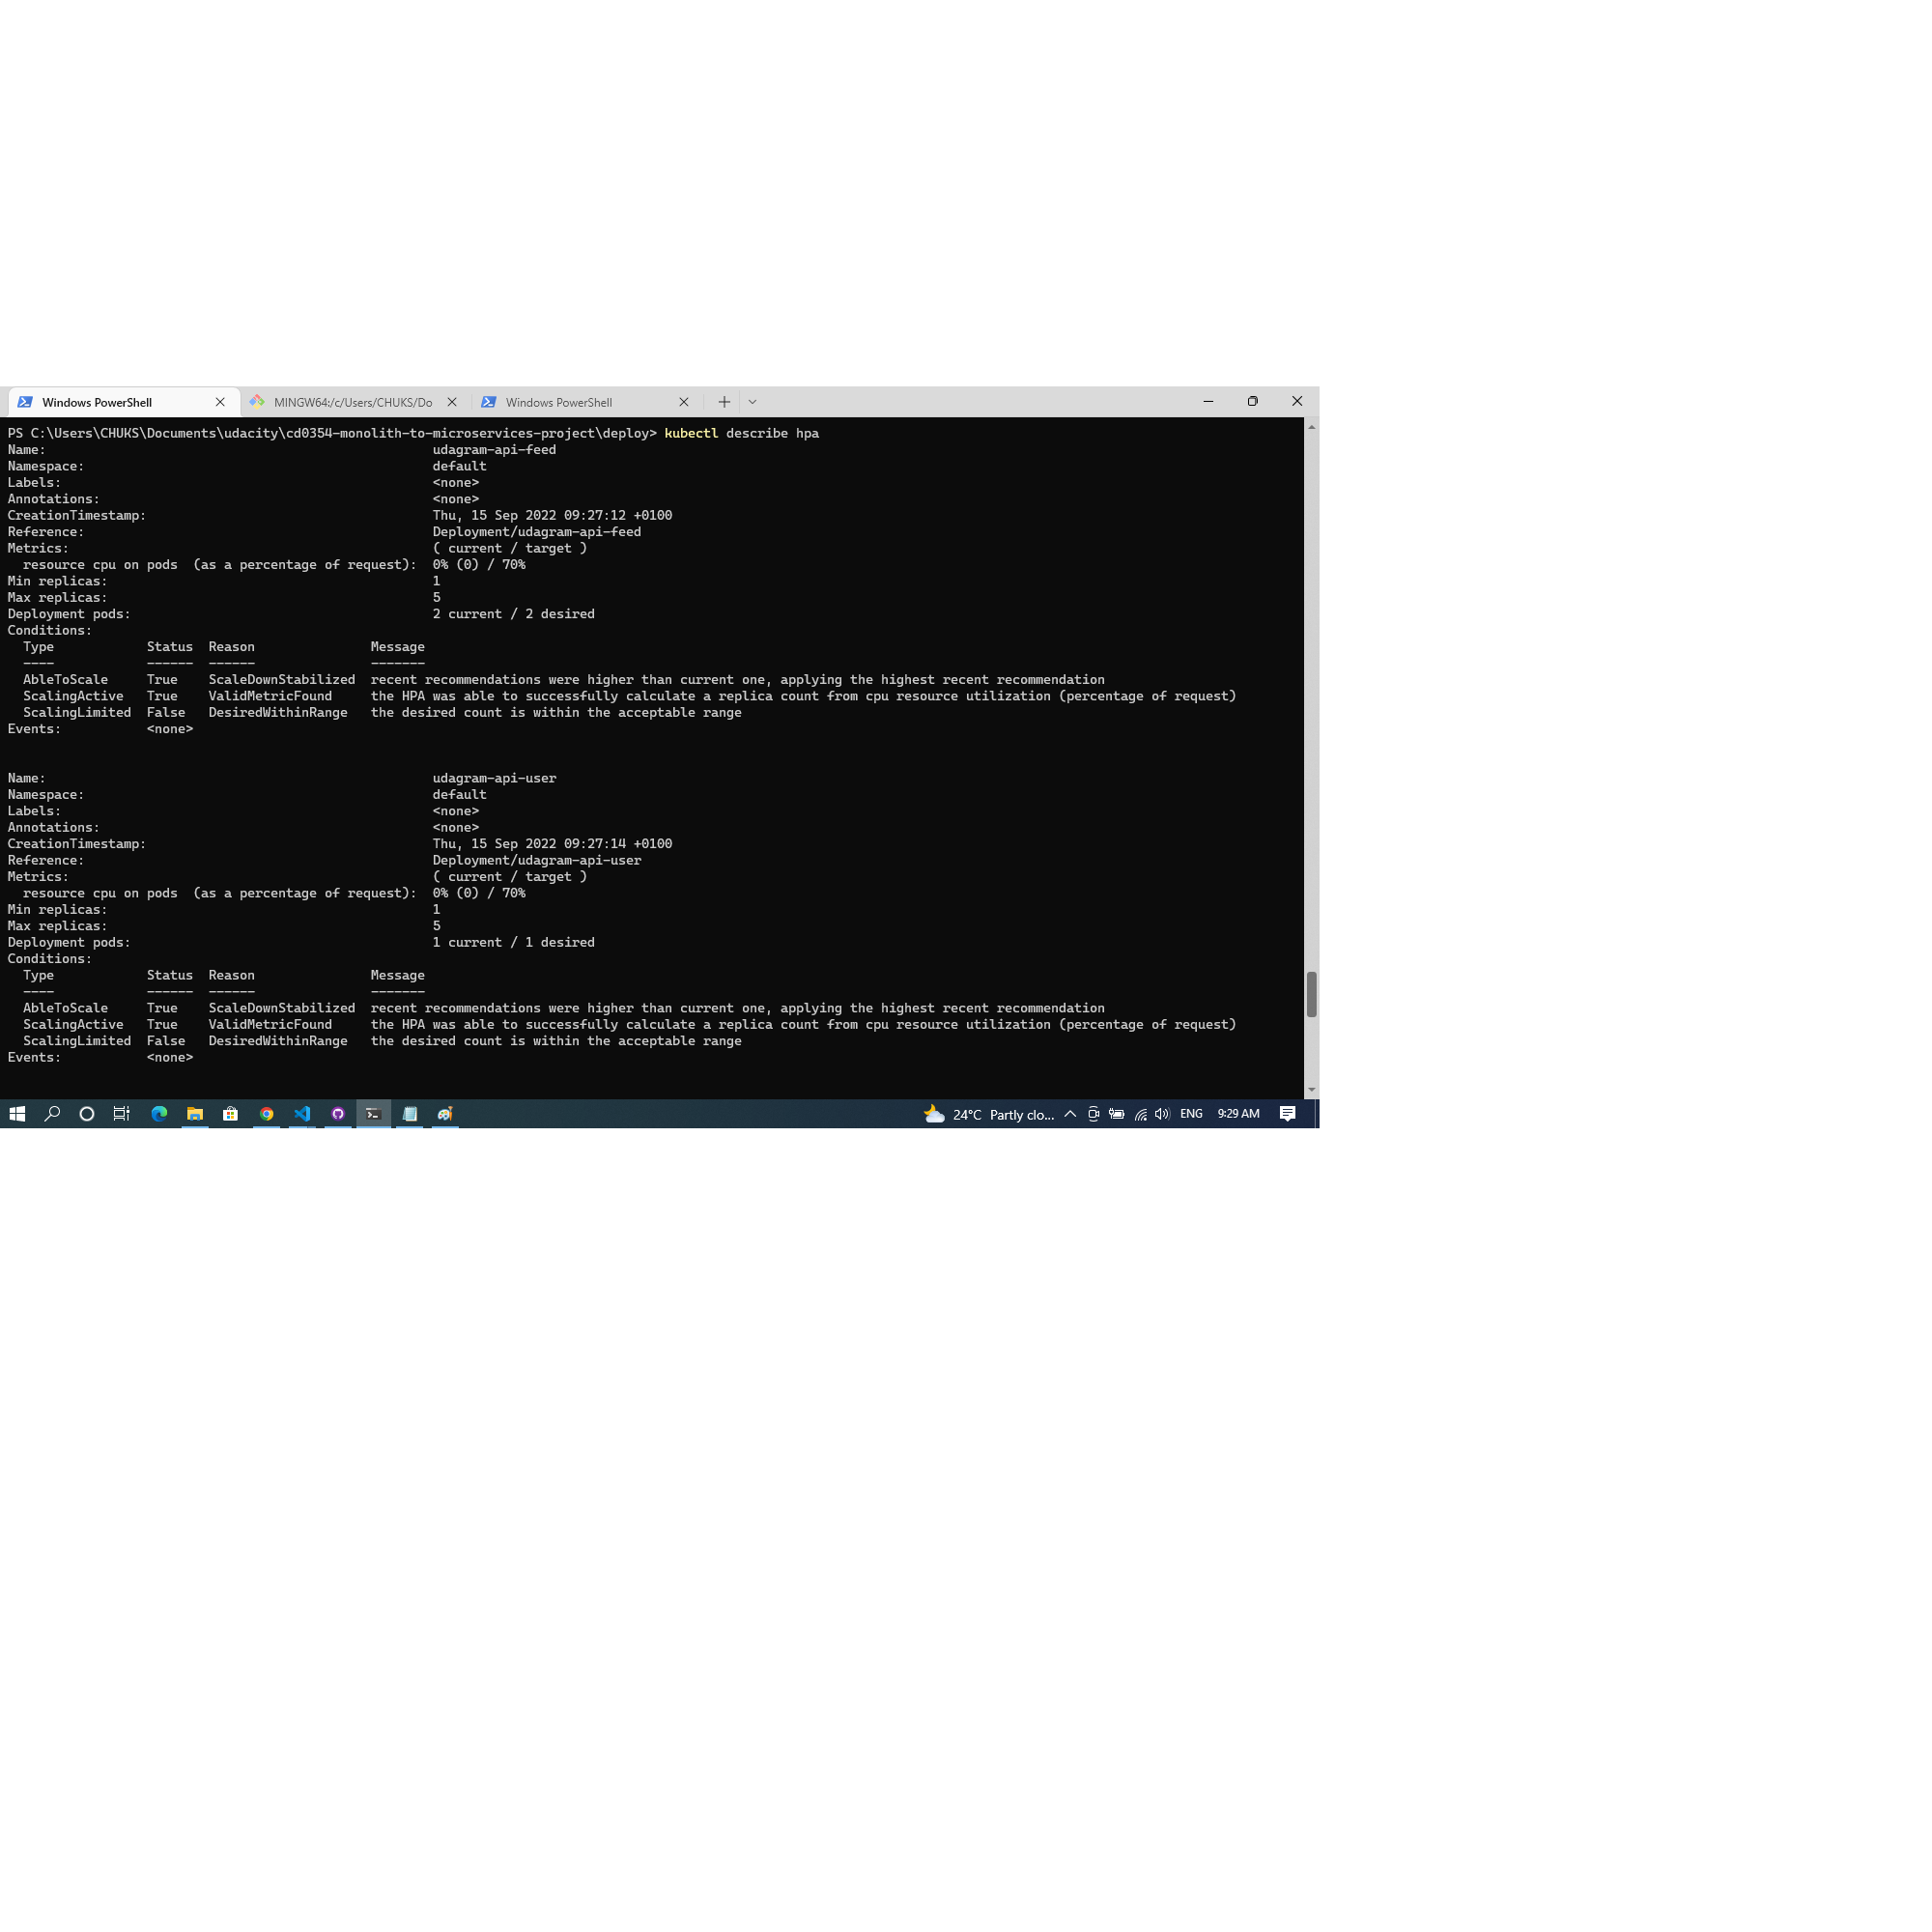 Windows PowerShell
MINGW64:/c/Users/CHUKS/Do
Windows PowerShell
PS C:\Users\CHUKS\Documents\udacity\cd0354-monolith-to-microservices-project\deploy> kubectl describe hpa
Name: udagram-api-feed
Namespace: default
Labels: <none>
Annotations: <none>
CreationTimestamp: Thu, 15 Sep 2022 09:27:12 +0100
Reference: Deployment/udagram-api-feed
Metrics: ( current / target )
resource cpu on pods (as a percentage of request): 0% (0) / 70%
Min replicas: 1
Max replicas: 5
Deployment pods: 2 current / 2 desired
Conditions:
Type Status Reason Message
---- ------ ------ -------
AbleToScale True ScaleDownStabilized recent recommendations were higher than current one, applying the highest recent recommendation
ScalingActive True ValidMetricFound the HPA was able to successfully calculate a replica count from cpu resource utilization (percentage of request)
ScalingLimited False DesiredWithinRange the desired count is within the acceptable range
Events: <none>
Name: udagram-api-user
Namespace: default
Labels: <none>
Annotations: <none>
CreationTimestamp: Thu, 15 Sep 2022 09:27:14 +0100
Reference: Deployment/udagram-api-user
Metrics: ( current / target )
resource cpu on pods (as a percentage of request): 0% (0) / 70%
Min replicas: 1
Max replicas: 5
Deployment pods: 1 current / 1 desired
Conditions:
Type Status Reason Message
---- ------ ------ -------
AbleToScale True ScaleDownStabilized recent recommendations were higher than current one, applying the highest recent recommendation
ScalingActive True ValidMetricFound the HPA was able to successfully calculate a replica count from cpu resource utilization (percentage of request)
ScalingLimited False DesiredWithinRange the desired count is within the acceptable range
Events: <none>
24°C Partly clo... ENG 9:29 AM